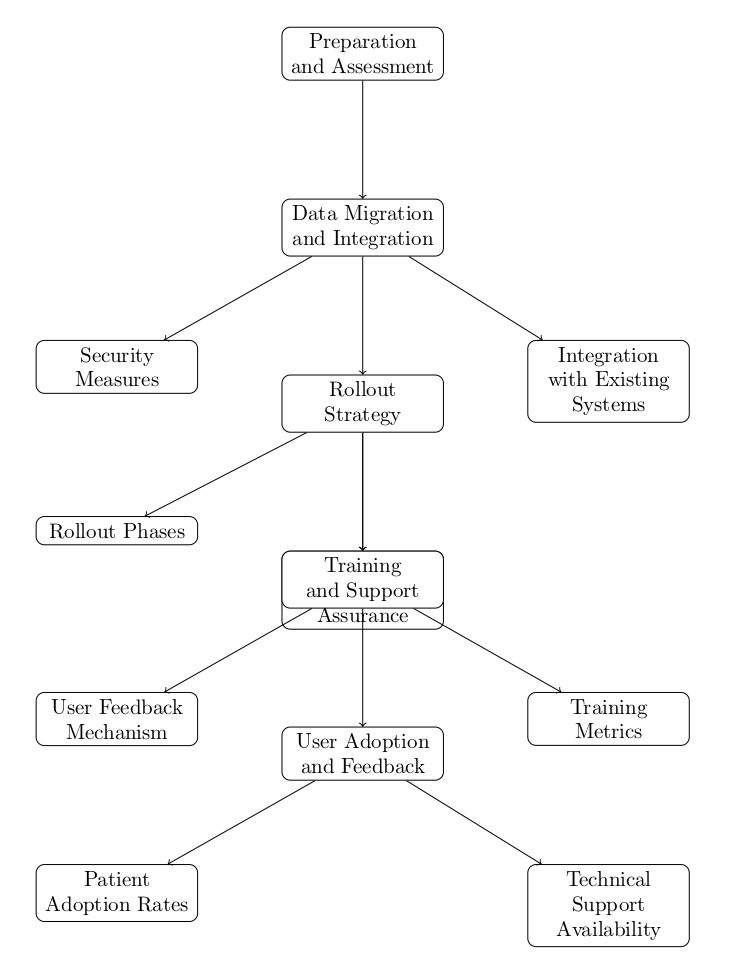 Preparation
and Assessment
Data Migration
and Integration
Security
Measures
Integration
with Existing
Systems
Rollout
Strategy
Rollout Phases
Training
and Support
Assurance
User Feedback
Mechanism
Training
Metrics
User Adoption
and Feedback
Patient
Adoption Rates
Technical
Support
Availability